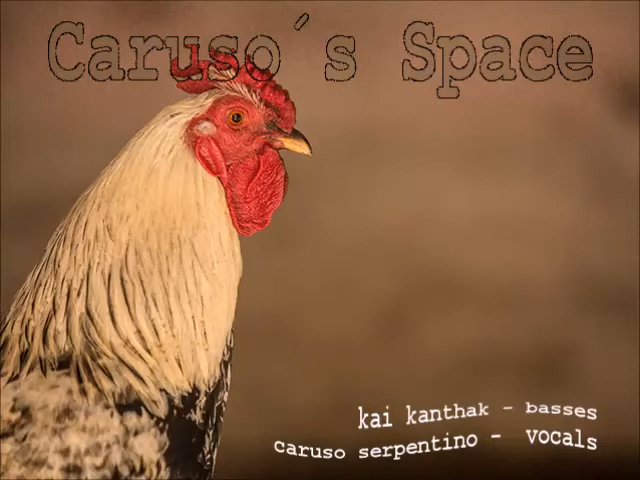 Caruso´s Space
kai kanthak - basses
caruso serpentino - vocals